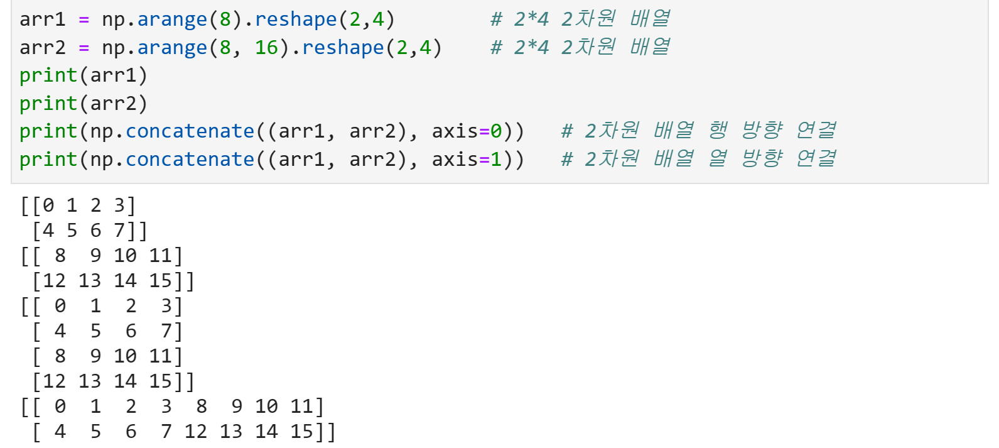 arr1 = np.arange(8).reshape(2,4)        # 2*4 2차원 배열
arr2 = np.arange(8, 16).reshape(2,4)    # 2*4 2차원 배열
print(arr1)
print(arr2)
print(np.concatenate((arr1, arr2), axis=0))   # 2차원 배열 행 방향 연결
print(np.concatenate((arr1, arr2), axis=1))   # 2차원 배열 열 방향 연결
[[0 1 2 3]
 [4 5 6 7]]
[[ 8  9 10 11]
 [12 13 14 15]]
[[ 0  1  2  3]
 [ 4  5  6  7]
 [ 8  9 10 11]
 [12 13 14 15]]
[[ 0  1  2  3  8  9 10 11]
 [ 4  5  6  7 12 13 14 15]]